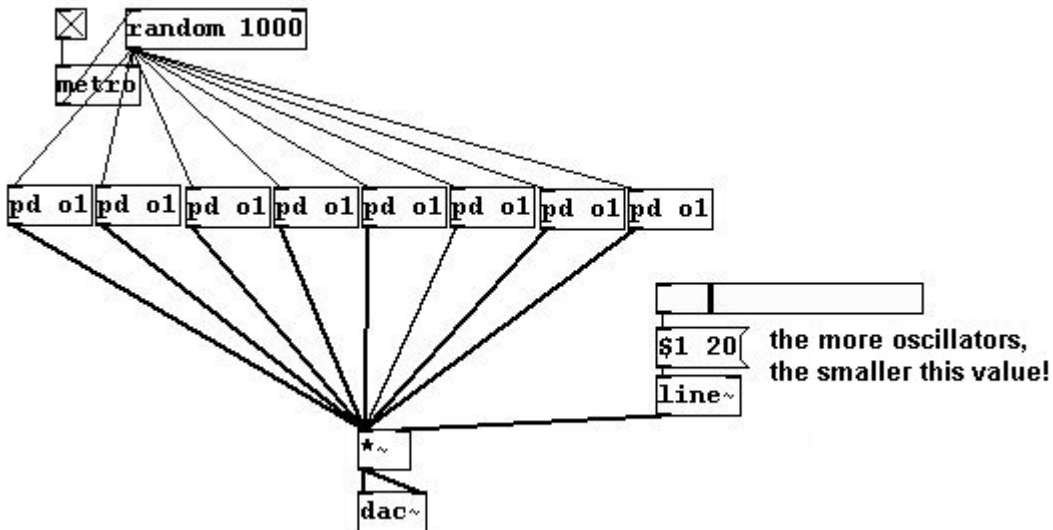 random 1000
metro
pd o1 pd o1 pd o1 pd o1 pd o1 pd o1 pd o1 pd o1
$1 20 the more oscillators,
the smaller this value!
line~
*~
dac~